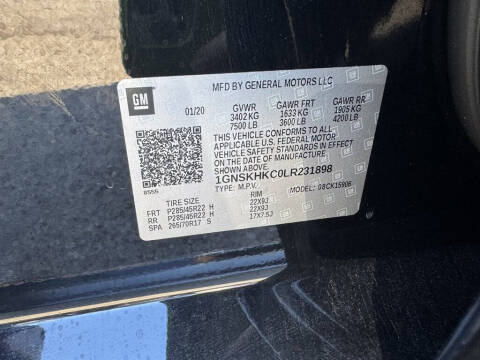 MFD BY GENERAL MOTORS LLC
GM 01/20 GVWR GAWR FRT GAWR RR
3402 KG 1633 KG 1905 KG
7500 LB 3600 LB 4200 LB
THIS VEHICLE CONFORMS TO ALL
APPLICABLE U.S. FEDERAL MOTOR
VEHICLE SAFETY STANDARDS IN EFFECT
ON THE DATE OF MANUFACTURE
SHOWN ABOVE.
1GNSKHKC0LR231898
8555 TYPE: M.P.V. MODEL: 08CK15906
TIRE SIZE RIM
FRT P285/45R22 H 22X9J
RR P285/45R22 H 22X9J
SPA 265/70R17 S 17X7.5J